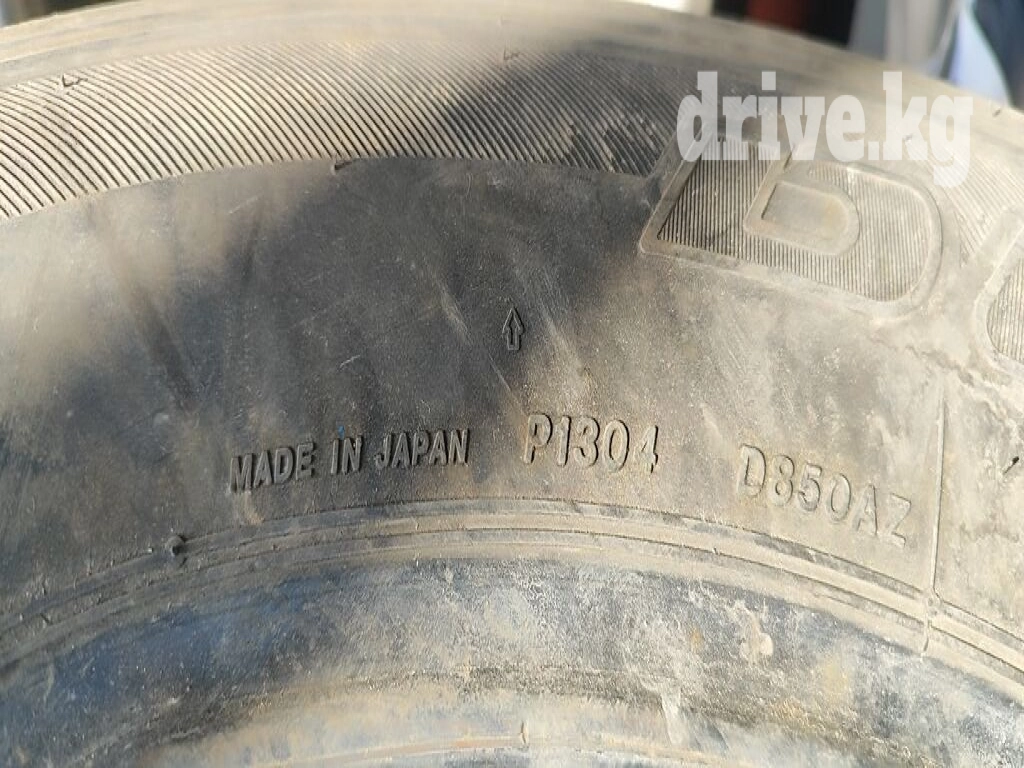 drive.kg
MADE IN JAPAN P1304 D850AZ